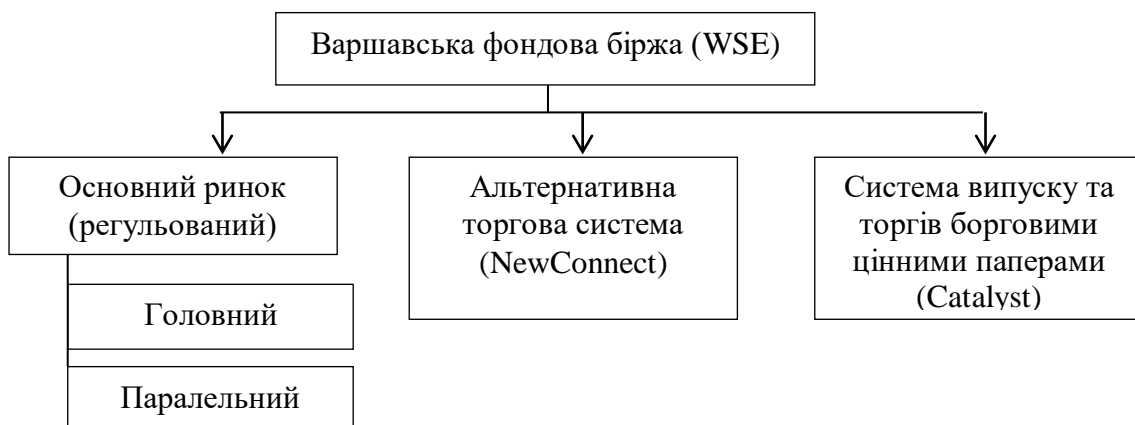 Варшавська фондова біржа (WSE)
Основний ринок
(регульований)
Головний
Паралельний
Альтернативна
торгова система
(NewConnect)
Система випуску та
торгів борговими
цінними паперами
(Catalyst)